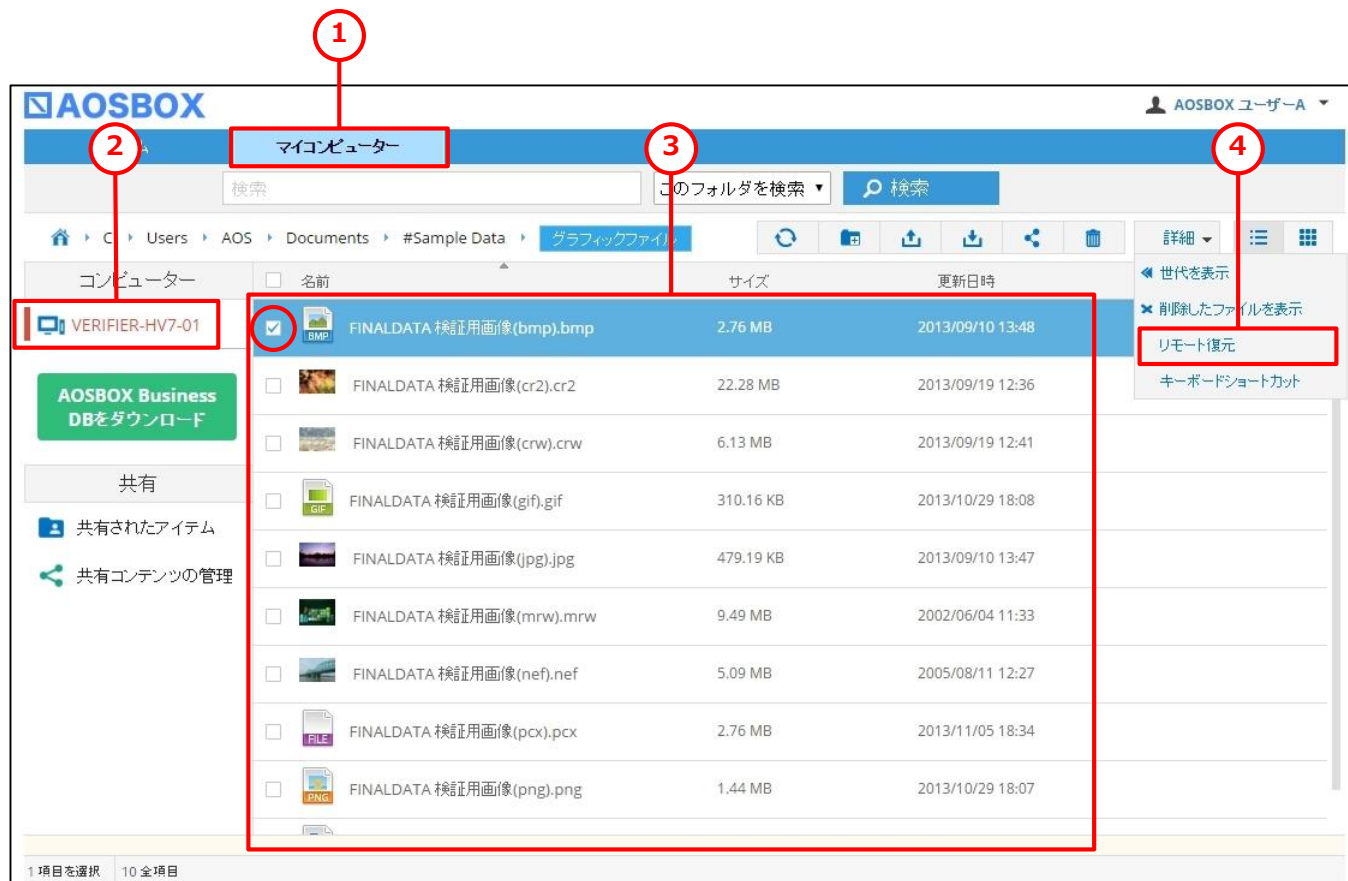 1
AOSBOX
AOSBOX ユーザーA
2
マイコンピューター
3
4
検索
このフォルダを検索
検索
C
Users
AOS
Documents
#Sample Data
グラフィックファイル
詳細
コンピューター
名前
サイズ
更新日時
世代を表示
削除したファイルを表示
リモート復元
キーボードショートカット
VERIFIER-HV7-01
BMP
FINALDATA 検証用画像(bmp).bmp
2.76 MB
2013/09/10 13:48
AOSBOX Business
DBをダウンロード
FINALDATA 検証用画像(cr2).cr2
22.28 MB
2013/09/19 12:36
FINALDATA 検証用画像(crw).crw
6.13 MB
2013/09/19 12:41
共有
共有されたアイテム
共有コンテンツの管理
GIF
FINALDATA 検証用画像(gif).gif
310.16 KB
2013/10/29 18:08
FINALDATA 検証用画像(jpg).jpg
479.19 KB
2013/09/10 13:47
FINALDATA 検証用画像(mrw).mrw
9.49 MB
2002/06/04 11:33
FINALDATA 検証用画像(nef).nef
5.09 MB
2005/08/11 12:27
FILE
FINALDATA 検証用画像(pcx).pcx
2.76 MB
2013/11/05 18:34
PNG
FINALDATA 検証用画像(png).png
1.44 MB
2013/10/29 18:07
1 項目を選択
10 全項目